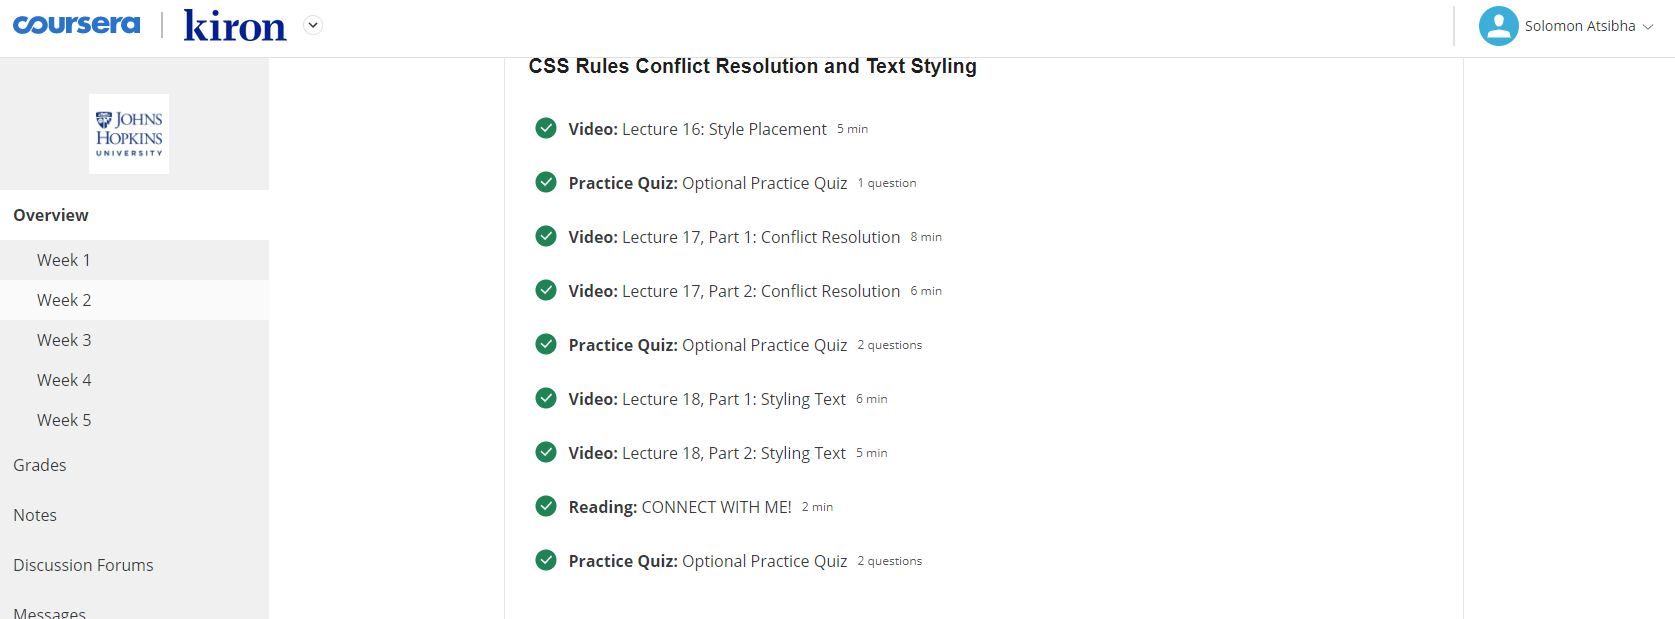 coursera | kiron
Solomon Atsibha
JOHNS
HOPKINS
UNIVERSITY
Overview
Week 1
Week 2
Week 3
Week 4
Week 5
Grades
Notes
Discussion Forums
Messages
CSS Rules Conflict Resolution and Text Styling
Video: Lecture 16: Style Placement 5 min
Practice Quiz: Optional Practice Quiz 1 question
Video: Lecture 17, Part 1: Conflict Resolution 8 min
Video: Lecture 17, Part 2: Conflict Resolution 6 min
Practice Quiz: Optional Practice Quiz 2 questions
Video: Lecture 18, Part 1: Styling Text 6 min
Video: Lecture 18, Part 2: Styling Text 5 min
Reading: CONNECT WITH ME! 2 min
Practice Quiz: Optional Practice Quiz 2 questions